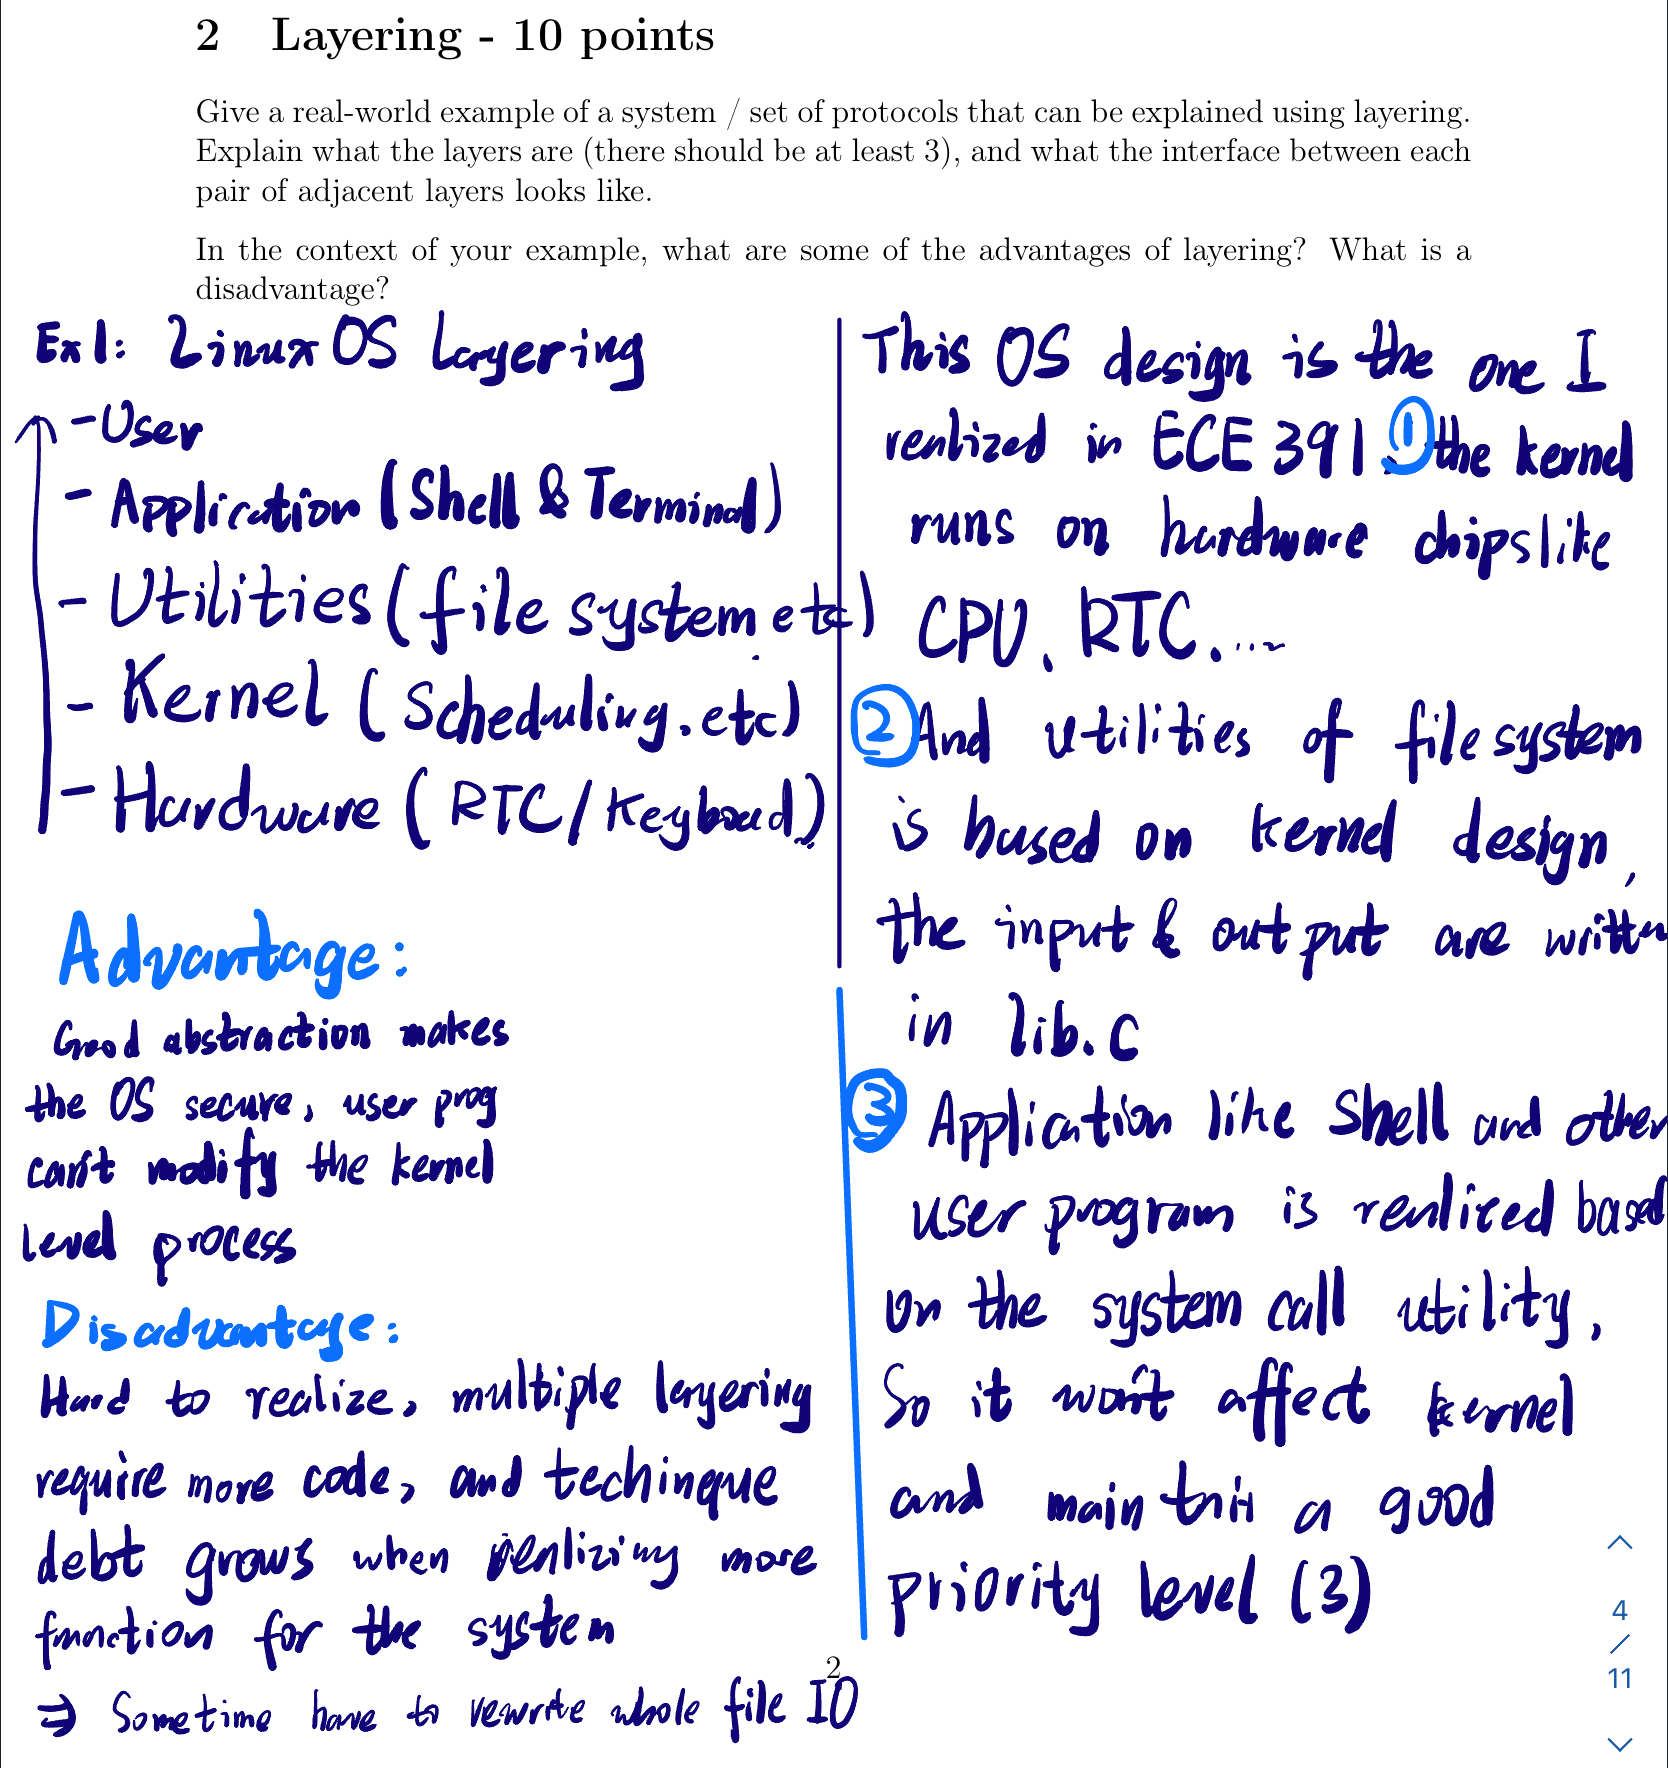 2 Layering - 10 points
Give a real-world example of a system / set of protocols that can be explained using layering.
Explain what the layers are (there should be at least 3), and what the interface between each
pair of adjacent layers looks like.
In the context of your example, what are some of the advantages of layering? What is a
disadvantage?
Ex1: Linux OS Layering
- User
- Application (Shell & Terminal)
- Utilities (file system etc)
- Kernel (Scheduling. etc)
- Hardware (RTC/Keyboard)
Advantage:
Good abstraction makes
the OS secure, user prog
can't modify the kernel
level process
Disadvantage:
Hard to realize, multiple layering
require more code, and techinque
debt grows when realizing more
function for the system
⇒ Sometime have to rewrite whole file IO
This OS design is the one I
realized in ECE 391. ① the kernel
runs on hardware chips like
CPU, RTC. ...
② And utilities of file system
is based on kernel design,
the input & output are written
in lib.c
③ Application like Shell and other
user program is realized based
on the system call utility,
So it won't affect kernel
and maintain a good
priority level (3)
2
4
/
11